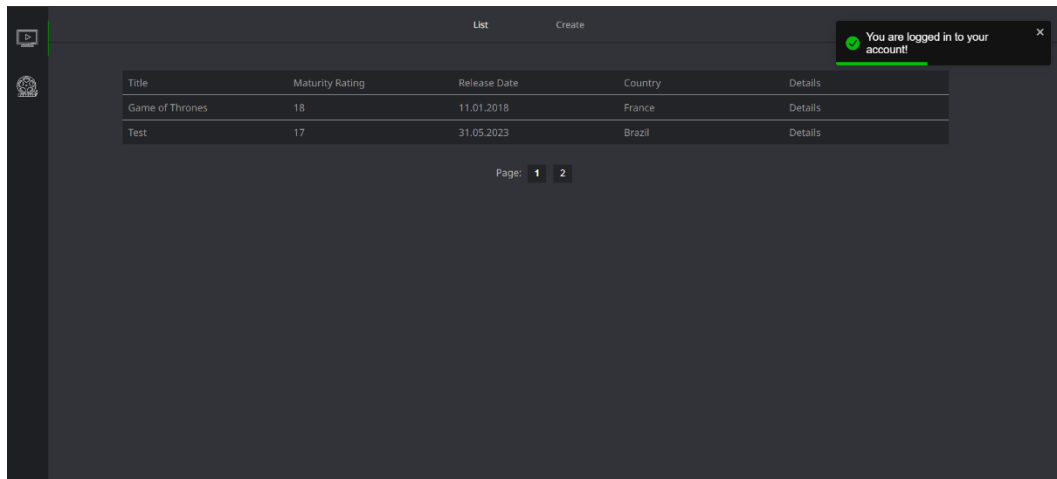 List Create
You are logged in to your
account!
×
Title Maturity Rating Release Date Country Details
Game of Thrones 18 11.01.2018 France Details
Test 17 31.05.2023 Brazil Details
Page: 1 2